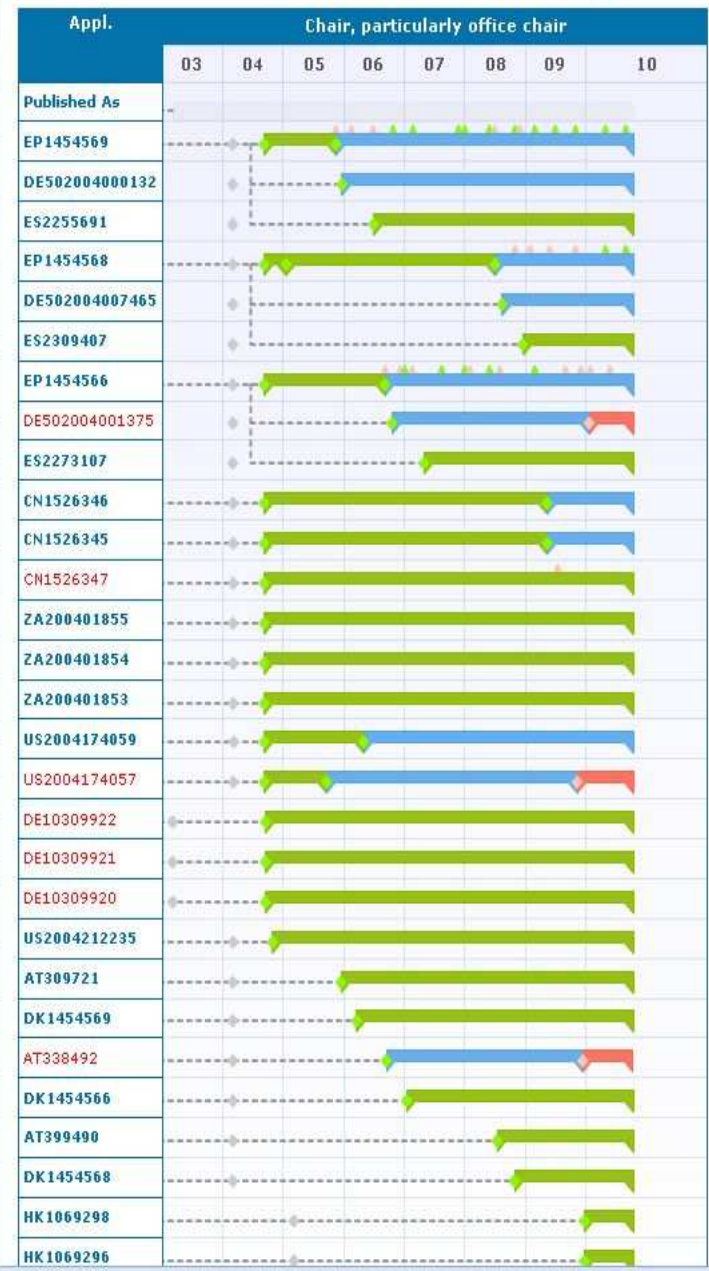 Appl.
Chair, particularly office chair
03 04 05 06 07 08 09 10
Published As
EP1454569
DE502004000132
ES2255691
EP1454568
DE502004007465
ES2309407
EP1454566
DE502004001375
ES2273107
CN1526346
CN1526345
CN1526347
ZA200401855
ZA200401854
ZA200401853
US2004174059
US2004174057
DE10309922
DE10309921
DE10309920
US2004212235
AT309721
DK1454569
AT338492
DK1454566
AT399490
DK1454568
HK1069298
HK1069296